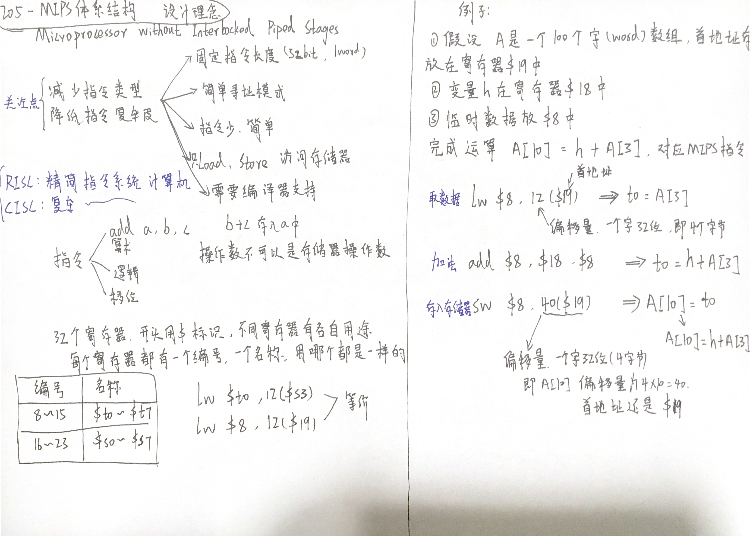 205 - MIPS体系结构 设计理念
Microprocessor without Interlocked Piped Stages
关注点
减少指令类型
降低指令复杂度
固定指令长度(32bit, 1word)
简单寻址模式
指令少、简单
只Load、store 访问存储器
需要编译器支持
RISC:精简指令系统计算机
CISC:复杂
指令
add a, b, c b+c 存入a中
算术
操作数不可以是存储器操作数
逻辑
移位
32个寄存器、开头用$标识,不同寄存器有各自用途
每个寄存器都有一个编号、一个名称、用哪个都是一样的
编号 名称
8~15 $t0~$t7
16~23 $s0~$s7
lw $t0, 12($s3)
lw $8, 12($19)
等价
例子:
① 假设 A是一个100个字(word)数组,首地址存
放在寄存器$19中
② 变量h在寄存器$18中
③ 临时数据放$8中
完成运算 A[10] = h + A[3], 对应MIPS指令
首地址
取数据 lw $8, 12($19) ⇒ t0=A[3]
偏移量、一个字32位,即4个字节
加法 add $8, $18, $8 ⇒ t0=h+A[3]
存入存储器 sw $8, 40($19) ⇒ A[10]=t0
A[10]=h+A[3]
偏移量、一个字32位(4字节)
即A[10] 偏移量为4×10=40.
首地址还是$19